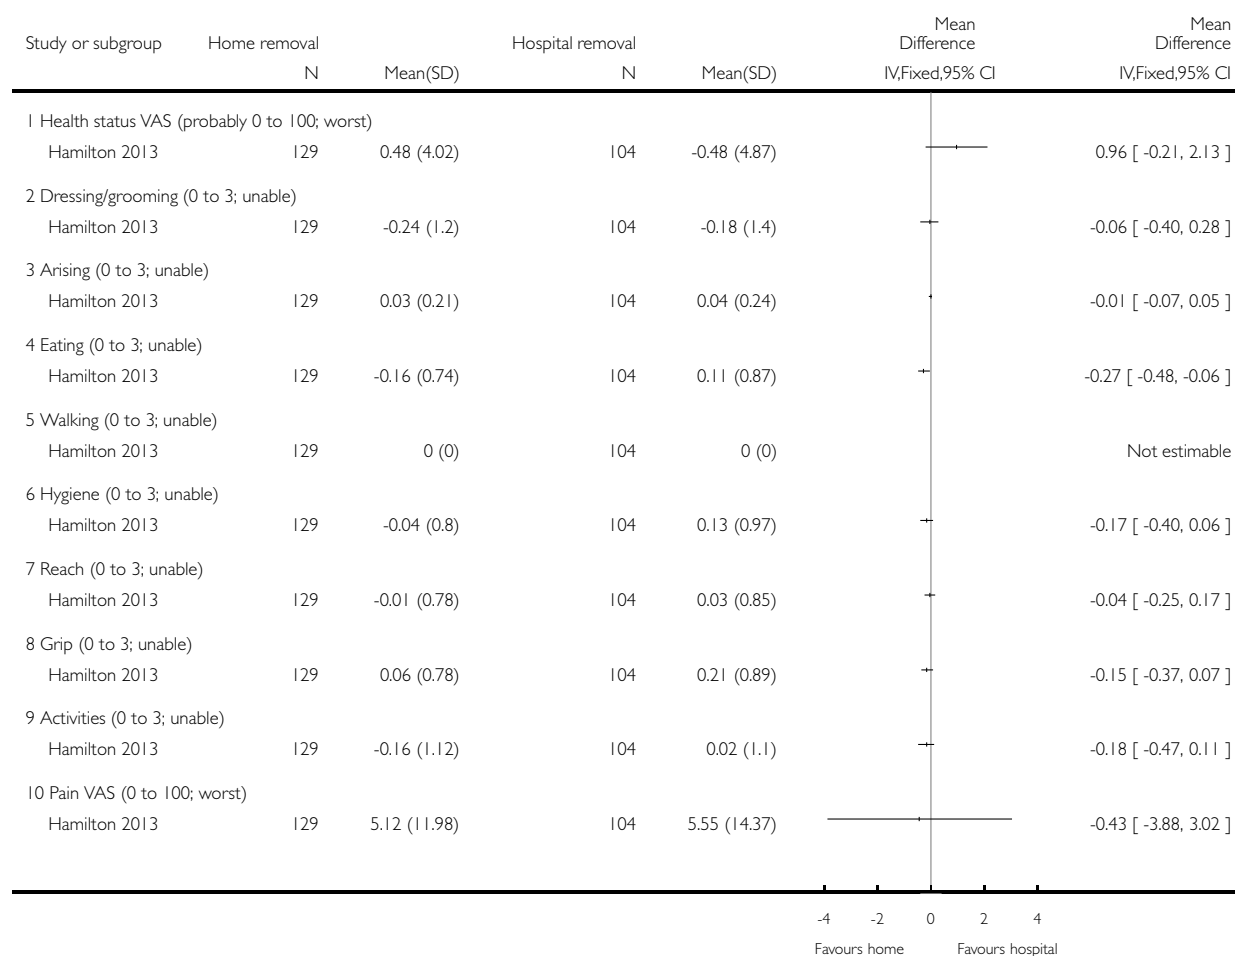 Mean Mean
Study or subgroup Home removal Hospital removal Difference Difference
N Mean(SD) N Mean(SD) IV,Fixed,95% CI IV,Fixed,95% CI
1 Health status VAS (probably 0 to 100; worst)
Hamilton 2013 129 0.48 (4.02) 104 -0.48 (4.87) 0.96 [ -0.21, 2.13 ]
2 Dressing/grooming (0 to 3; unable)
Hamilton 2013 129 -0.24 (1.2) 104 -0.18 (1.4) -0.06 [ -0.40, 0.28 ]
3 Arising (0 to 3; unable)
Hamilton 2013 129 0.03 (0.21) 104 0.04 (0.24) -0.01 [ -0.07, 0.05 ]
4 Eating (0 to 3; unable)
Hamilton 2013 129 -0.16 (0.74) 104 0.11 (0.87) -0.27 [ -0.48, -0.06 ]
5 Walking (0 to 3; unable)
Hamilton 2013 129 0 (0) 104 0 (0) Not estimable
6 Hygiene (0 to 3; unable)
Hamilton 2013 129 -0.04 (0.8) 104 0.13 (0.97) -0.17 [ -0.40, 0.06 ]
7 Reach (0 to 3; unable)
Hamilton 2013 129 -0.01 (0.78) 104 0.03 (0.85) -0.04 [ -0.25, 0.17 ]
8 Grip (0 to 3; unable)
Hamilton 2013 129 0.06 (0.78) 104 0.21 (0.89) -0.15 [ -0.37, 0.07 ]
9 Activities (0 to 3; unable)
Hamilton 2013 129 -0.16 (1.12) 104 0.02 (1.1) -0.18 [ -0.47, 0.11 ]
10 Pain VAS (0 to 100; worst)
Hamilton 2013 129 5.12 (11.98) 104 5.55 (14.37) -0.43 [ -3.88, 3.02 ]
-4 -2 0 2 4
Favours home Favours hospital